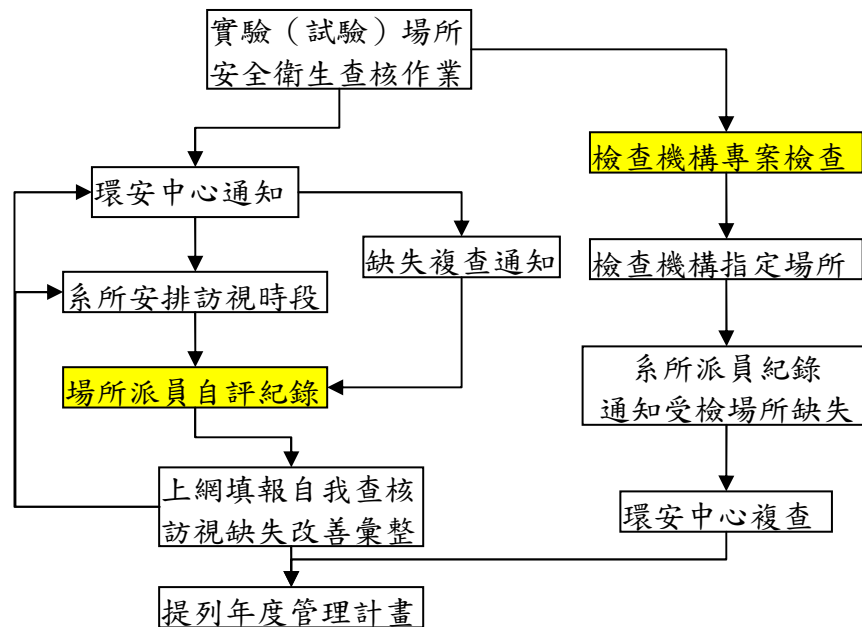 實驗（試驗）場所
安全衛生查核作業
檢查機構專案檢查
環安中心通知
缺失複查通知
檢查機構指定場所
系所安排訪視時段
場所派員自評紀錄
系所派員紀錄
通知受檢場所缺失
上網填報自我查核
訪視缺失改善彙整
環安中心複查
提列年度管理計畫